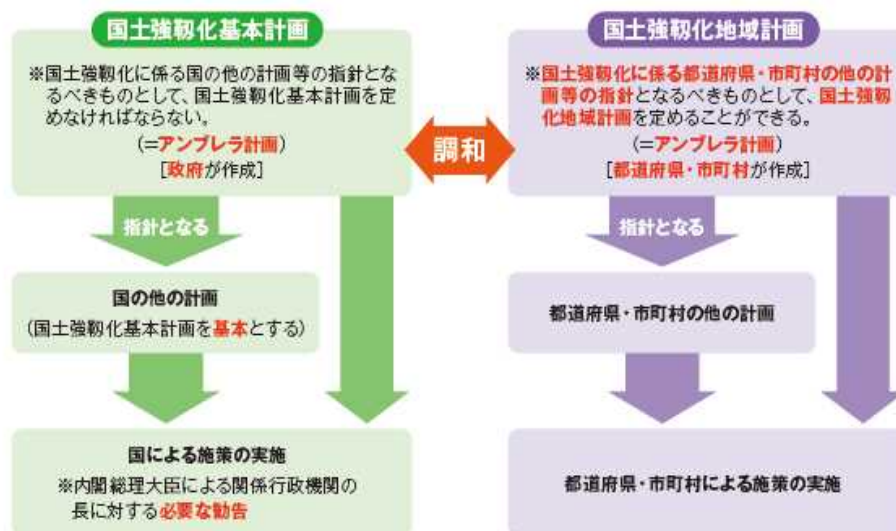 国土強靱化基本計画
※国土強靱化に係る国の他の計画等の指針とな
るべきものとして、国土強靱化基本計画を定
めなければならない。
(=アンブレラ計画)
[政府が作成]
調和
国土強靱化地域計画
※国土強靱化に係る都道府県・市町村の他の計
画等の指針となるべきものとして、国土強靱
化地域計画を定めることができる。
(=アンブレラ計画)
[都道府県・市町村が作成]
指針となる
指針となる
国の他の計画
(国土強靱化基本計画を基本とする)
都道府県・市町村の他の計画
国による施策の実施
※内閣総理大臣による関係行政機関の
長に対する必要な勧告
都道府県・市町村による施策の実施